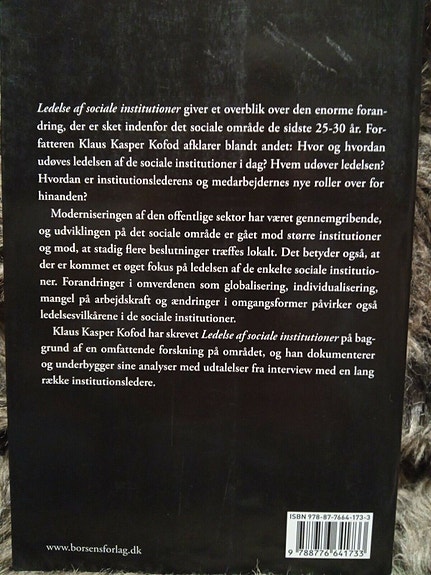 Ledelse af sociale institutioner giver et overblik over den enorme foran-
dring, der er sket indenfor det sociale område de sidste 25-30 år. For-
fatteren Klaus Kasper Kofod afklarer blandt andet: Hvor og hvordan
udøves ledelsen af de sociale institutioner i dag? Hvem udøver ledelsen?
Hvordan er institutionslederens og medarbejdernes nye roller over for
hinanden?
Moderniseringen af den offentlige sektor har været gennemgribende,
og udviklingen på det sociale område er gået mod større institutioner
og mod, at stadig flere beslutninger træffes lokalt. Det betyder også, at
der er kommet et øget fokus på ledelsen af de enkelte sociale institutio-
ner. Forandringer i omverdenen som globalisering, individualisering,
mangel på arbejdskraft og ændringer i omgangsformer påvirker også
ledelsesvilkårene i de sociale institutioner.
Klaus Kasper Kofod har skrevet Ledelse af sociale institutioner på bag-
grund af en omfattende forskning på området, og han dokumenterer
og underbygger sine analyser med udtalelser fra interview med en lang
række institutionsledere.
ISBN 978-87-7664-173-3
9 788776 641733
www.borsensforlag.dk